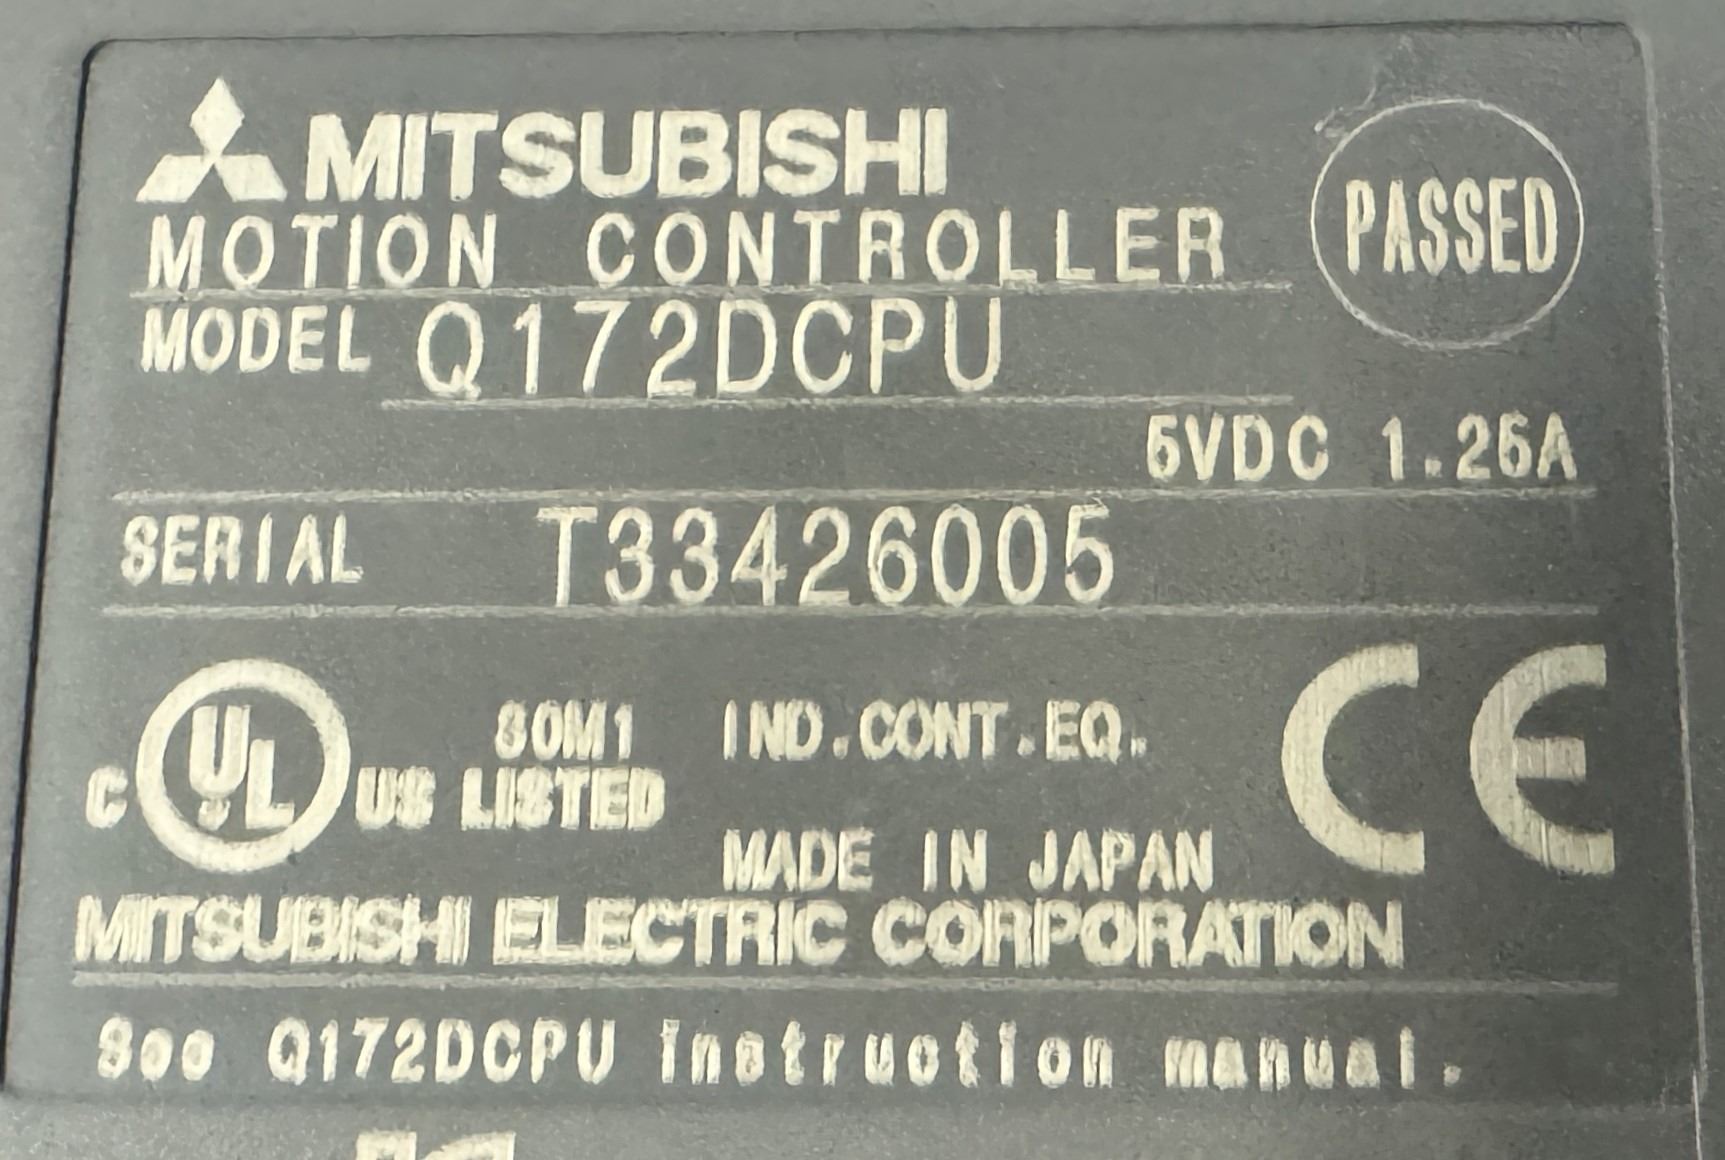 MITSUBISHI
PASSED
MOTION CONTROLLER
MODEL Q172DCPU
5VDC 1.25A
SERIAL T33426005
C UL US LISTED
80M1 IND.CONT.EQ.
CE
MADE IN JAPAN
MITSUBISHI ELECTRIC CORPORATION
See Q172DCPU instruction manual.